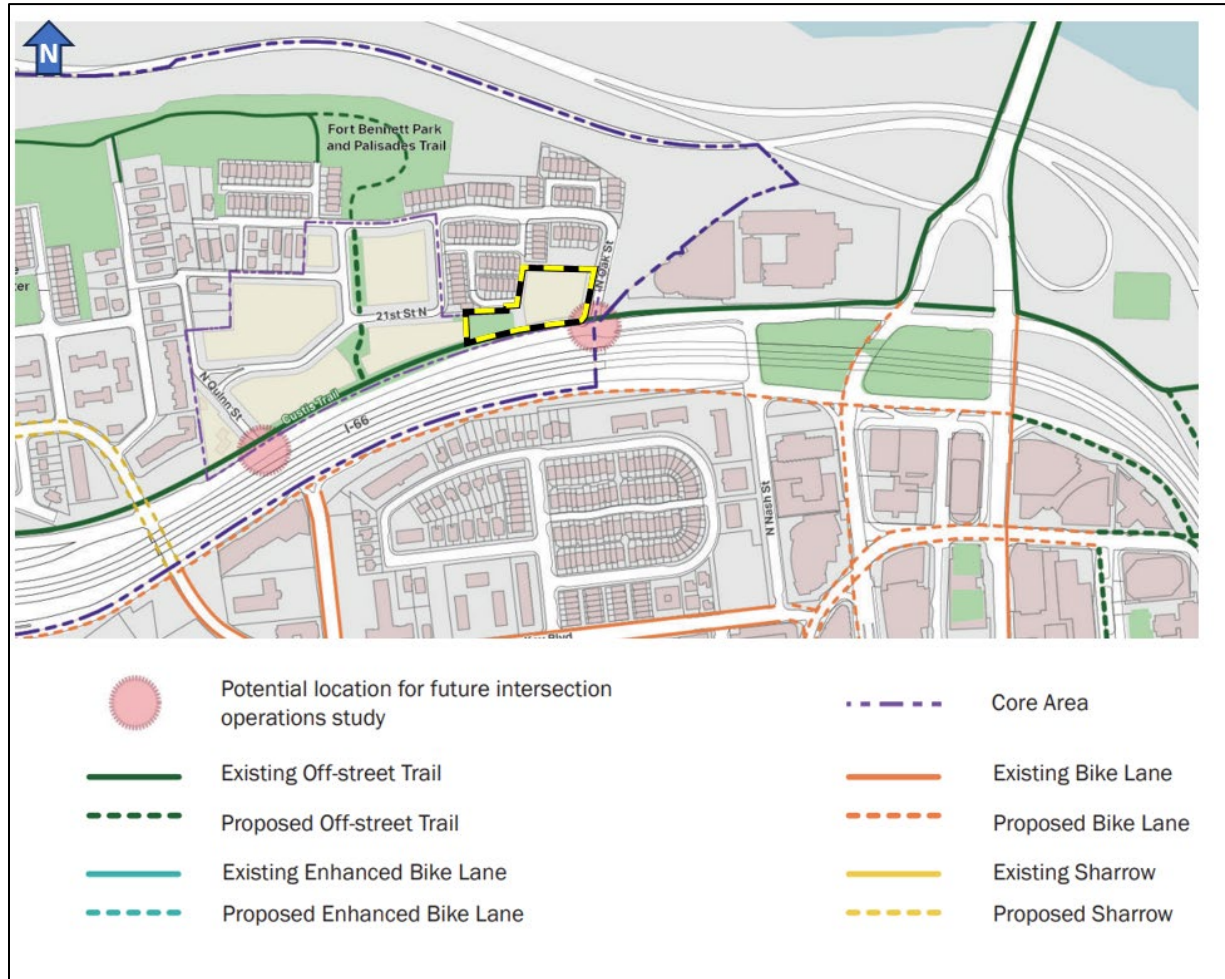 N
Fort Bennett Park
and Palisades Trail
N Oak St
ter
21st St N
N Quinn St
Custis Trail
I-66
N Nash St
Blvd
Potential location for future intersection
operations study
Core Area
Existing Off-street Trail
Existing Bike Lane
Proposed Off-street Trail
Proposed Bike Lane
Existing Enhanced Bike Lane
Existing Sharrow
Proposed Enhanced Bike Lane
Proposed Sharrow